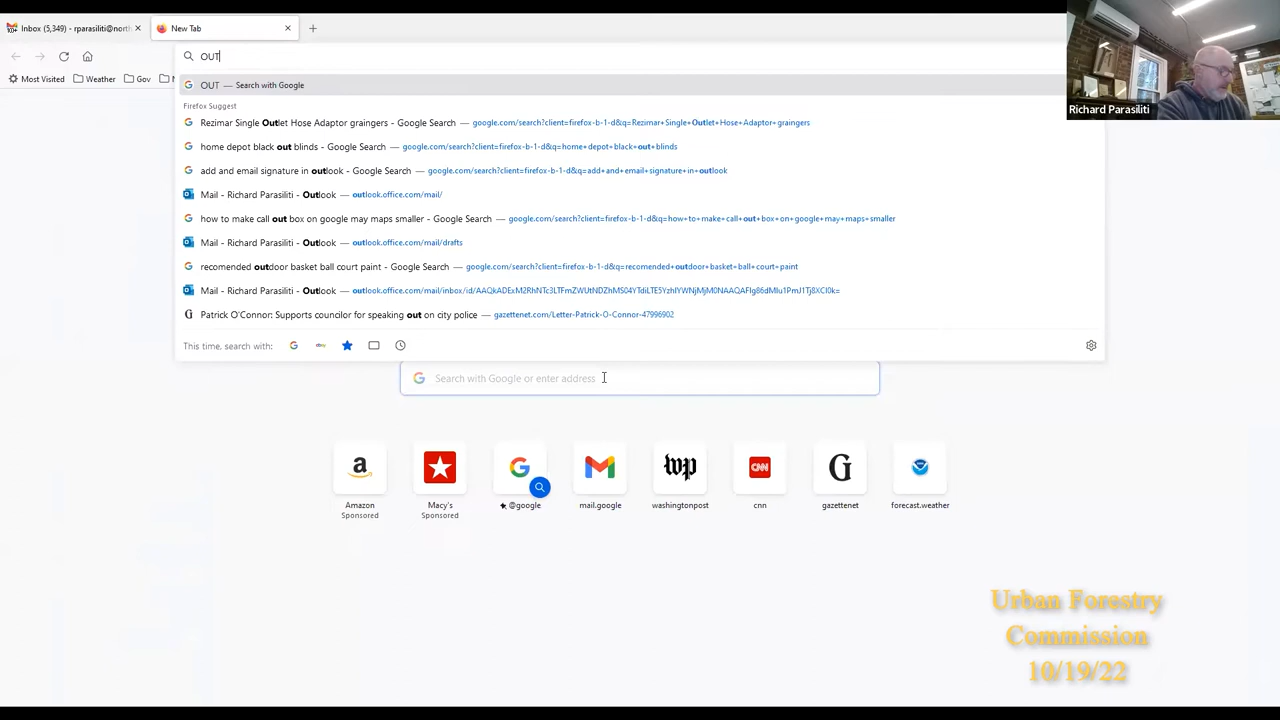 Inbox (5,349) - rparasiliti@nort
New Tab
OUT
Most Visited
Weather
Gov
OUT — Search with Google
Firefox Suggest
Rezimar Single Outlet Hose Adaptor graingers - Google Search — google.com/search?client=firefox-b-1-d&q=Rezimar+Single+Outlet+Hose+Adaptor+graingers
home depot black out blinds - Google Search — google.com/search?client=firefox-b-1-d&q=home+depot+black+out+blinds
add and email signature in outlook - Google Search — google.com/search?client=firefox-b-1-d&q=add+and+email+signature+in+outlook
Mail - Richard Parasiliti - Outlook — outlook.office.com/mail/
how to make call out box on google may maps smaller - Google Search — google.com/search?client=firefox-b-1-d&q=how+to+make+call+out+box+on+google+may+maps+smaller
Mail - Richard Parasiliti - Outlook — outlook.office.com/mail/drafts
recomended outdoor basket ball court paint - Google Search — google.com/search?client=firefox-b-1-d&q=recomended+outdoor+basket+ball+court+paint
Mail - Richard Parasiliti - Outlook —
Patrick O'Connor: Supports councilor for speaking out on city police — gazettenet.com/Letter-Patrick-O-Connor-47996902
This time, search with:
Search with Google or enter address
Amazon
Sponsored
Macy's
Sponsored
@google
mail.google
wp
washingtonpost
CNN
cnn
G
gazettenet
forecast.weather
Richard Parasiliti
Urban Forestry
Commission
10/19/22